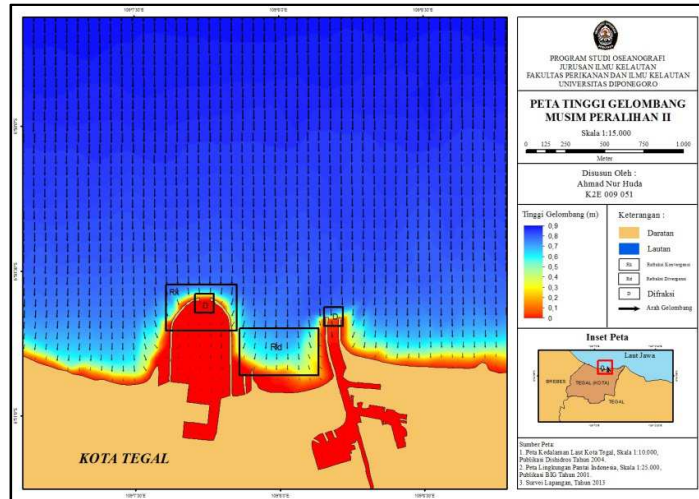 PROGRAM STUDI OSEANOGRAFI
JURUSAN ILMU KELAUTAN
FAKULTAS PERIKANAN DAN ILMU KELAUTAN
UNIVERSITAS DIPONEGORO
PETA TINGGI GELOMBANG
MUSIM PERALIHAN II
Skala 1:15.000
0 125 250 500 750 1.000
Meter
Disusun Oleh :
Ahmad Nur Huda
K2E 009 051
Tinggi Gelombang (m)
0,9
0,8
0,7
0,6
0,5
0,4
0,3
0,2
0,1
0
Keterangan :
Daratan
Lautan
Rk Refraksi Konvergensi
Rd Refraksi Divergensi
D Difraksi
Arah Gelombang
Inset Peta
Laut Jawa
BREBES
TEGAL (KOTA)
TEGAL
Sumber Peta:
1. Peta Kedalaman Laut Kota Tegal, Skala 1:10.000,
Publikasi Dishidros Tahun 2004.
2. Peta Lingkungan Pantai Indonesia, Skala 1:25.000,
Publikasi BIG Tahun 2001.
3. Survei Lapangan, Tahun 2013
Rk
D
D
Rd
KOTA TEGAL